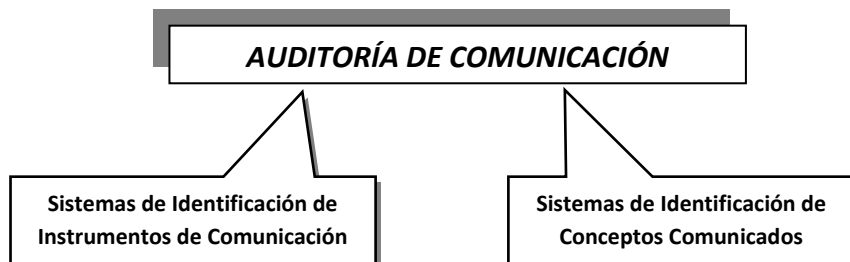 AUDITORÍA DE COMUNICACIÓN
Sistemas de Identificación de
Instrumentos de Comunicación
Sistemas de Identificación de
Conceptos Comunicados